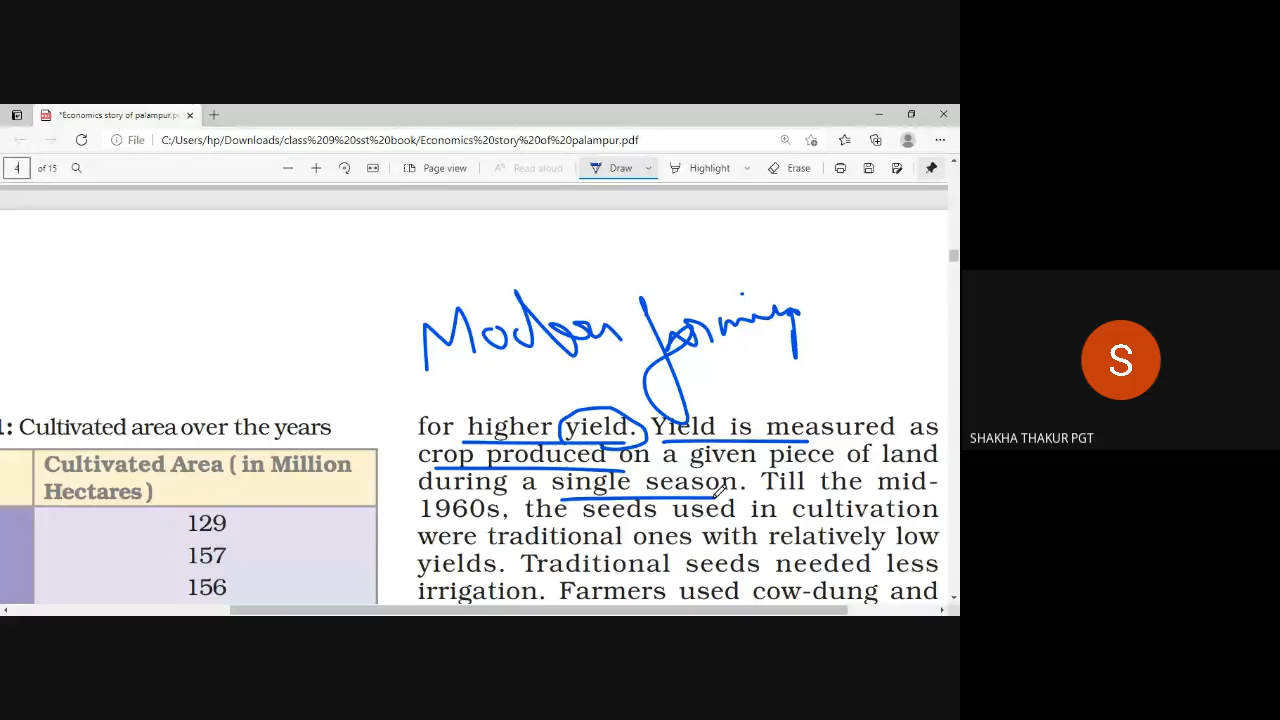 *Economics story of palampur.p
File
C:/Users/hp/Downloads/class%209%20sst%20book/Economics%20story%20of%20palampur.pdf
4 of 15
Page view
Read aloud
Draw
Highlight
Erase
Modern farming
1: Cultivated area over the years
Cultivated Area ( in Million
Hectares )
129
157
156
for higher yield. Yield is measured as
crop produced on a given piece of land
during a single season. Till the mid-
1960s, the seeds used in cultivation
were traditional ones with relatively low
yields. Traditional seeds needed less
irrigation. Farmers used cow-dung and
S
SHAKHA THAKUR PGT